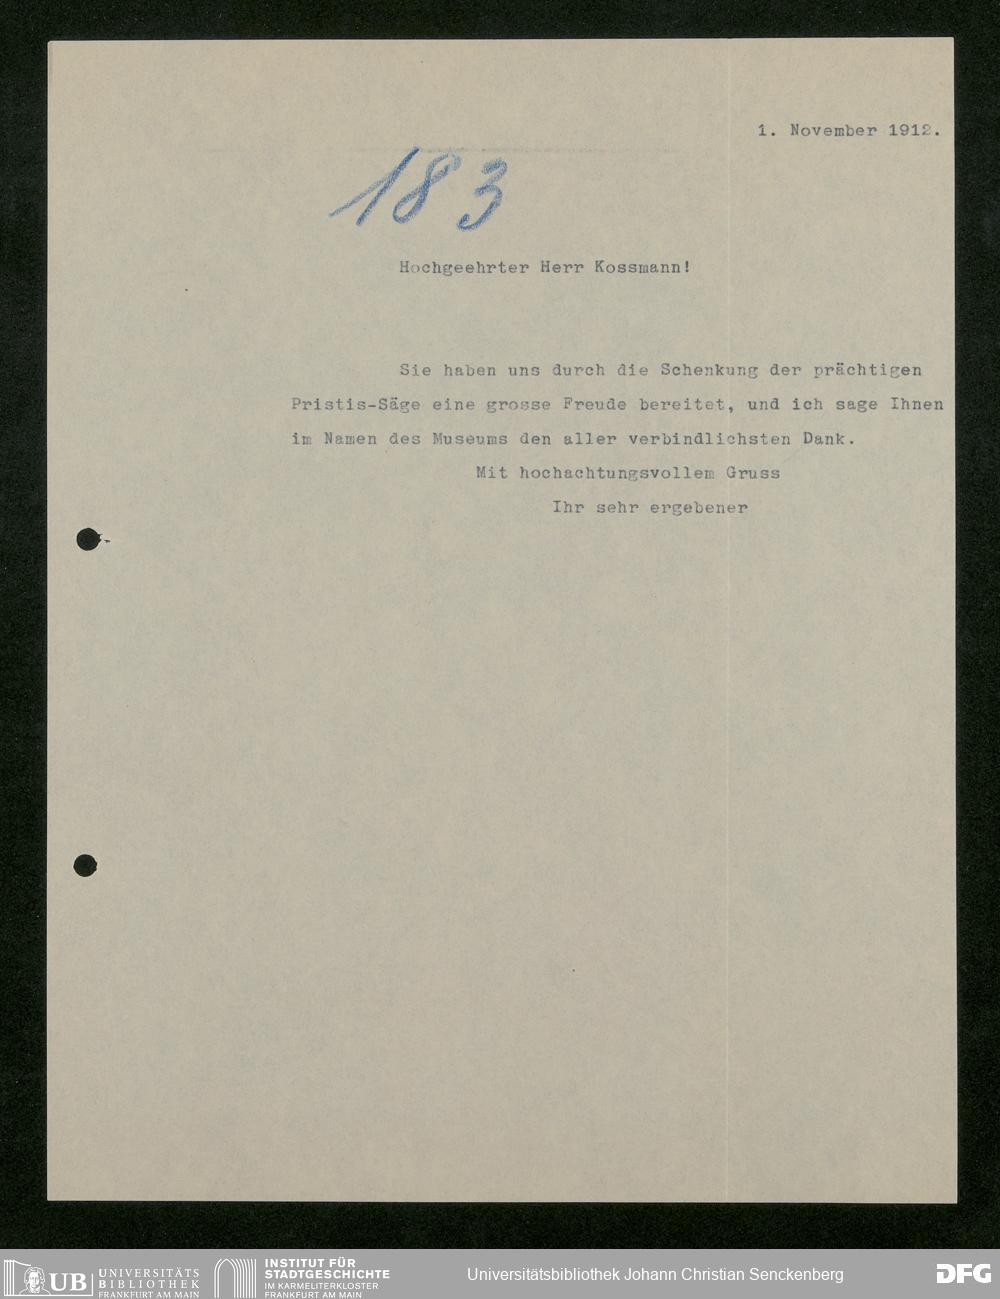 1. November 1912.
183
Hochgeehrter Herr Kossmann!
Sie haben uns durch die Schenkung der prächtigen
Pristis-Säge eine grosse Freude bereitet, und ich sage Ihnen
im Namen des Museums den aller verbindlichsten Dank.
Mit hochachtungsvollem Gruss
Ihr sehr ergebener
UB
UNIVERSITÄTS
BIBLIOTHEK
FRANKFURT AM MAIN
INSTITUT FÜR
STADTGESCHICHTE
IM KARMELITERKLOSTER
FRANKFURT AM MAIN
Universitätsbibliothek Johann Christian Senckenberg
DFG